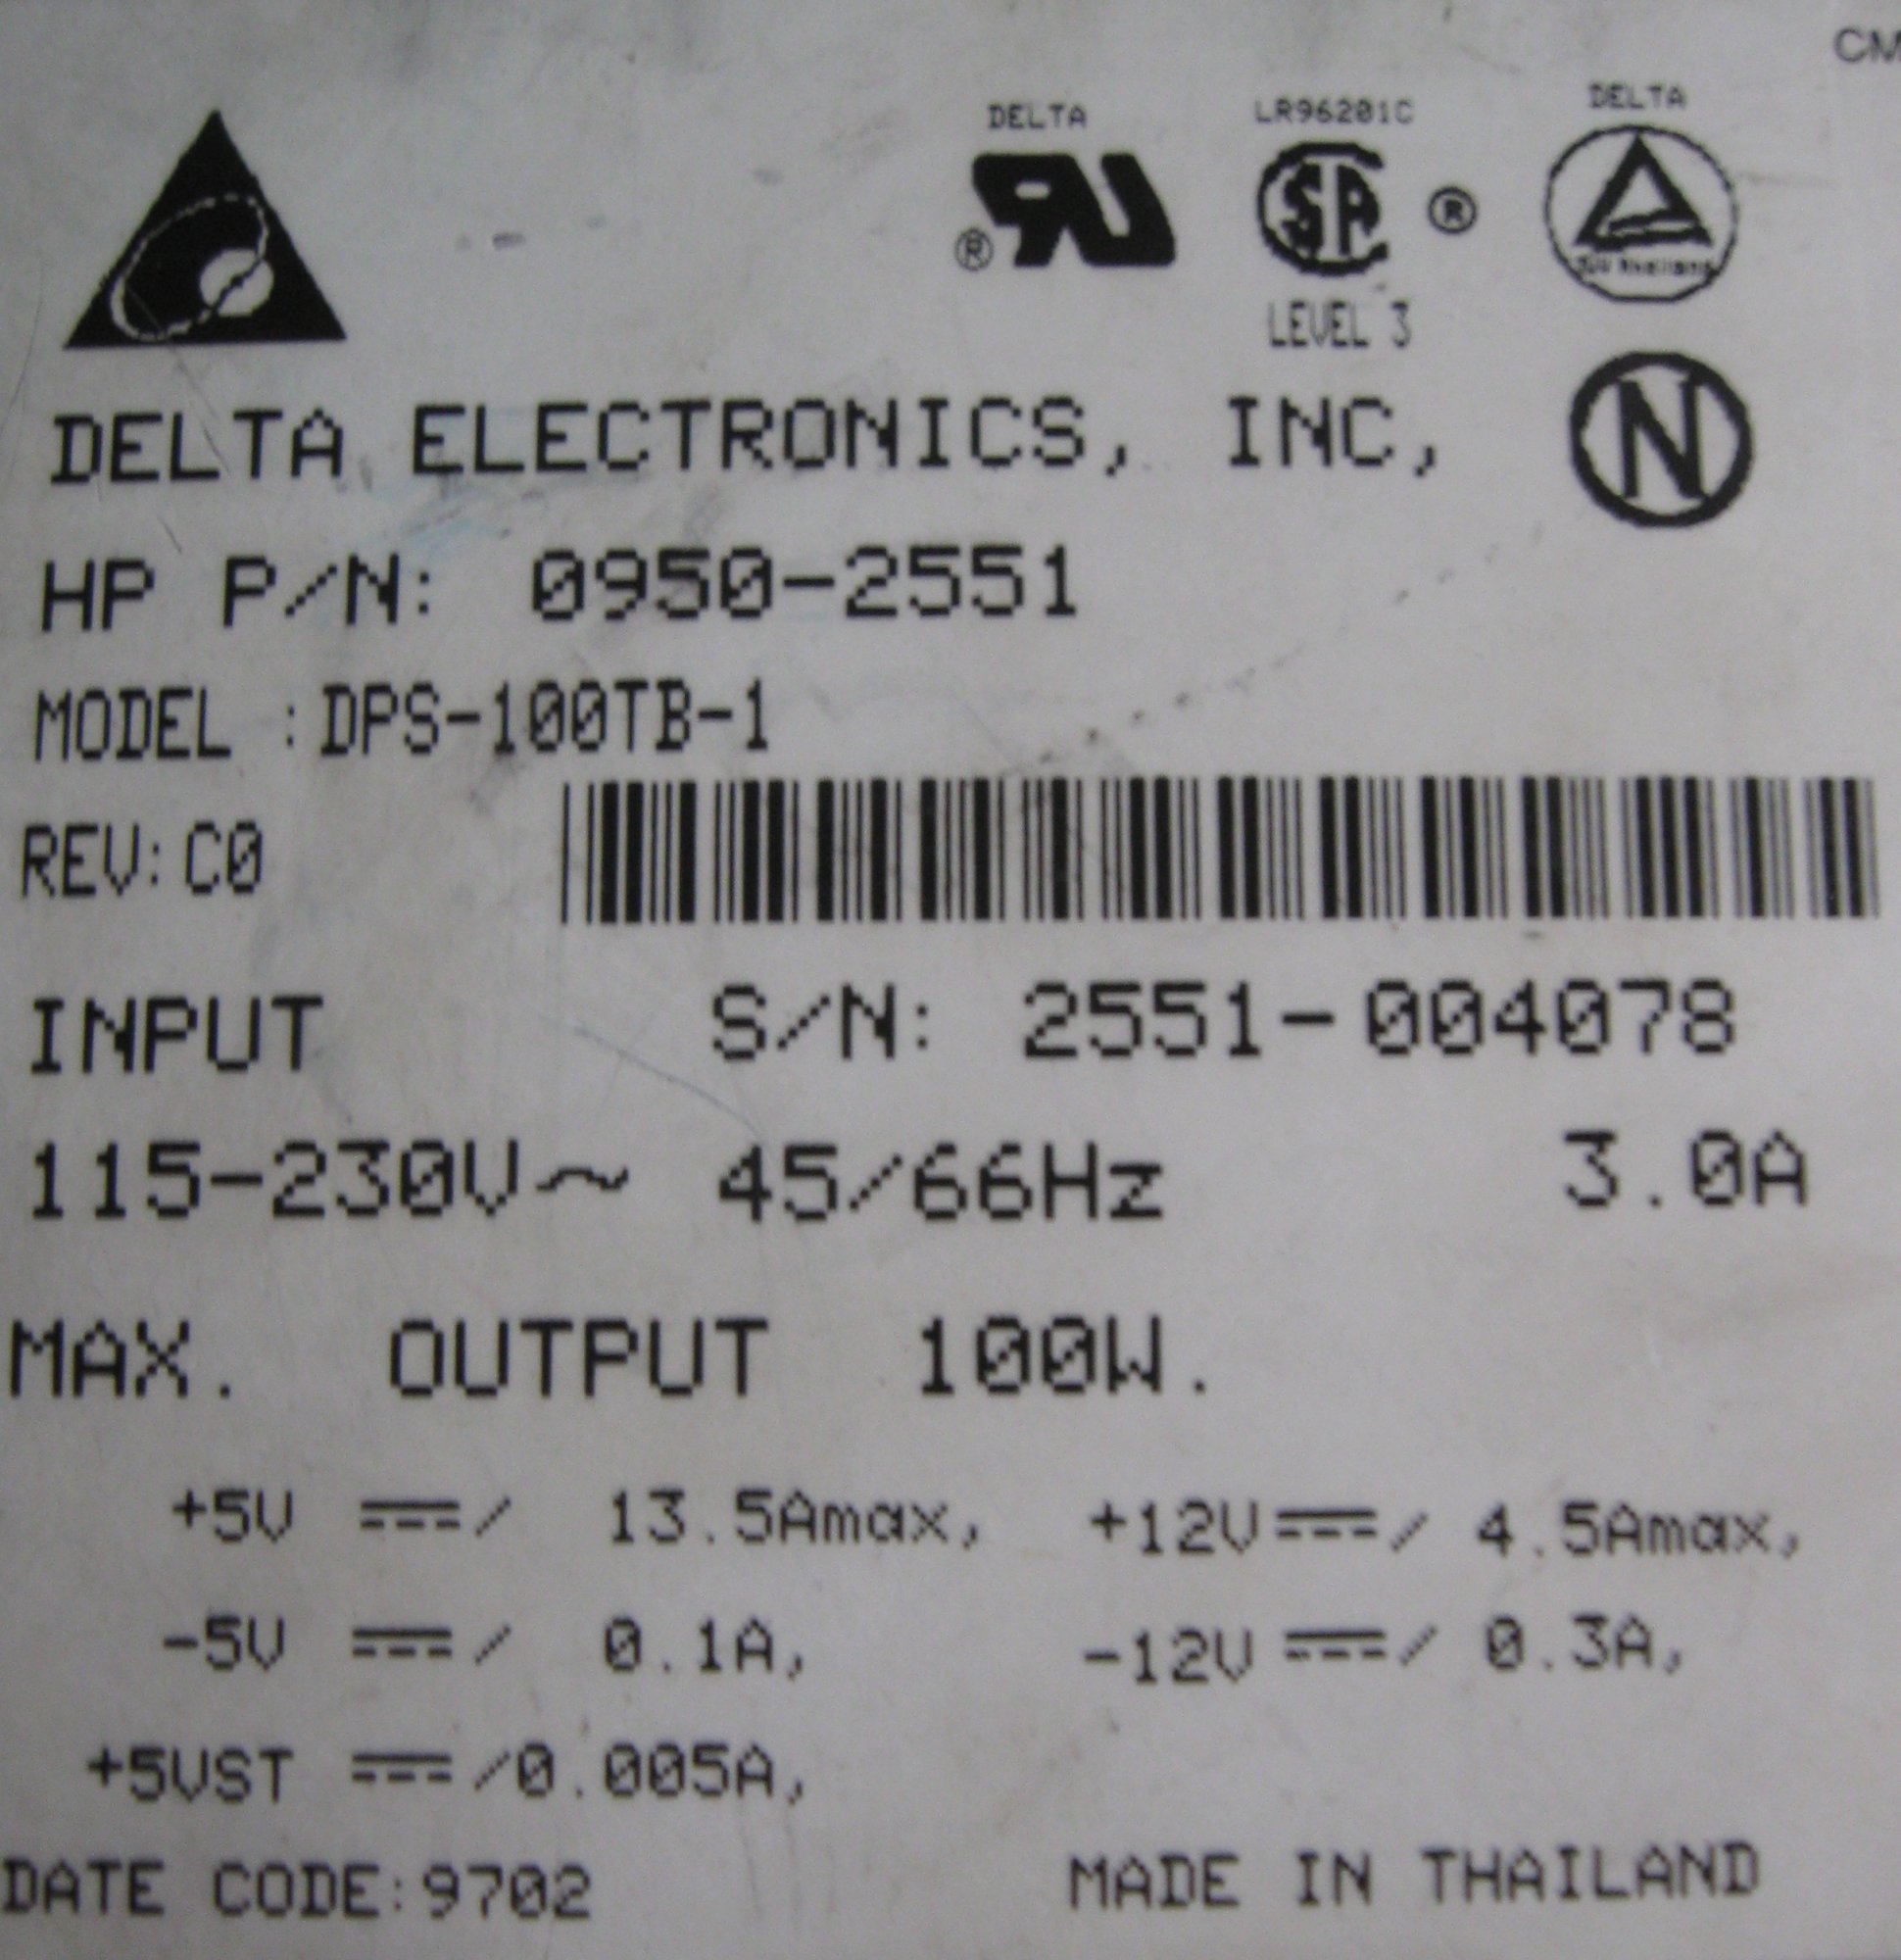 CM
DELTA LR96201C DELTA
LEVEL 3
N
DELTA ELECTRONICS, INC,
HP P/N: 0950-2551
MODEL :DPS-100TB-1
REV:C0
INPUT S/N: 2551-004078
115-230V~ 45/66Hz 3.0A
MAX. OUTPUT 100W.
+5V ⎓/ 13.5Amax, +12V⎓/ 4.5Amax,
-5V ⎓/ 0.1A, -12V ⎓/ 0.3A,
+5VST ⎓/0.005A,
DATE CODE:9702 MADE IN THAILAND